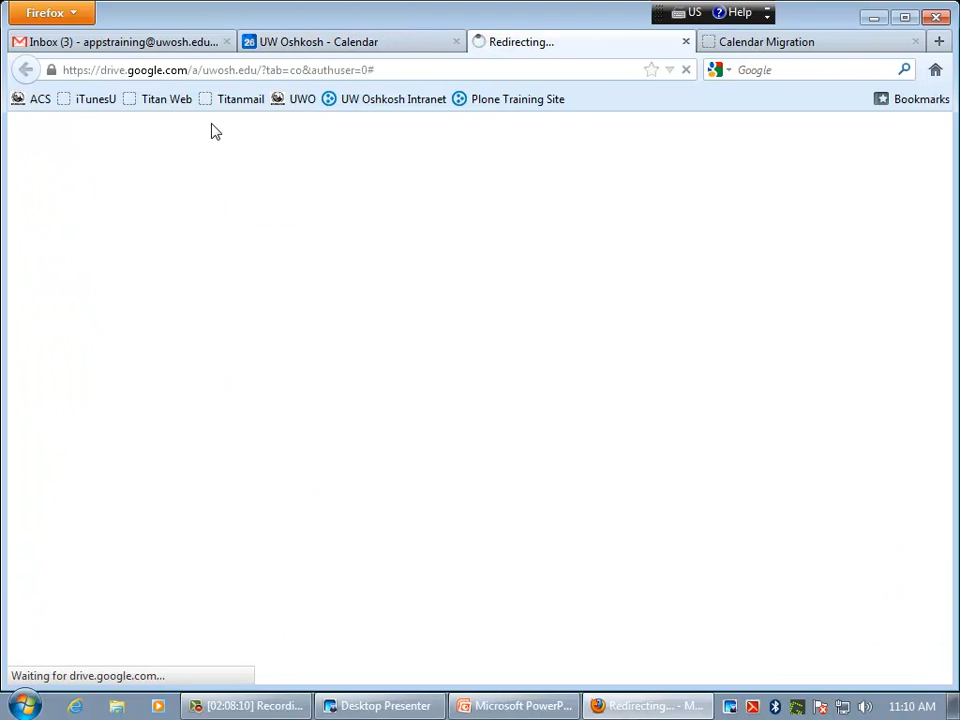 Firefox
US Help
Inbox (3) - appstraining@uwosh.edu...
UW Oshkosh - Calendar
26
Redirecting...
Calendar Migration
https://drive.google.com/a/uwosh.edu/?tab=co&authuser=0#
Google
ACS iTunesU Titan Web Titanmail UWO UW Oshkosh Intranet Plone Training Site Bookmarks
Waiting for drive.google.com...
[02:08:10] Recordi... Desktop Presenter Microsoft PowerP... Redirecting... - M... 11:10 AM